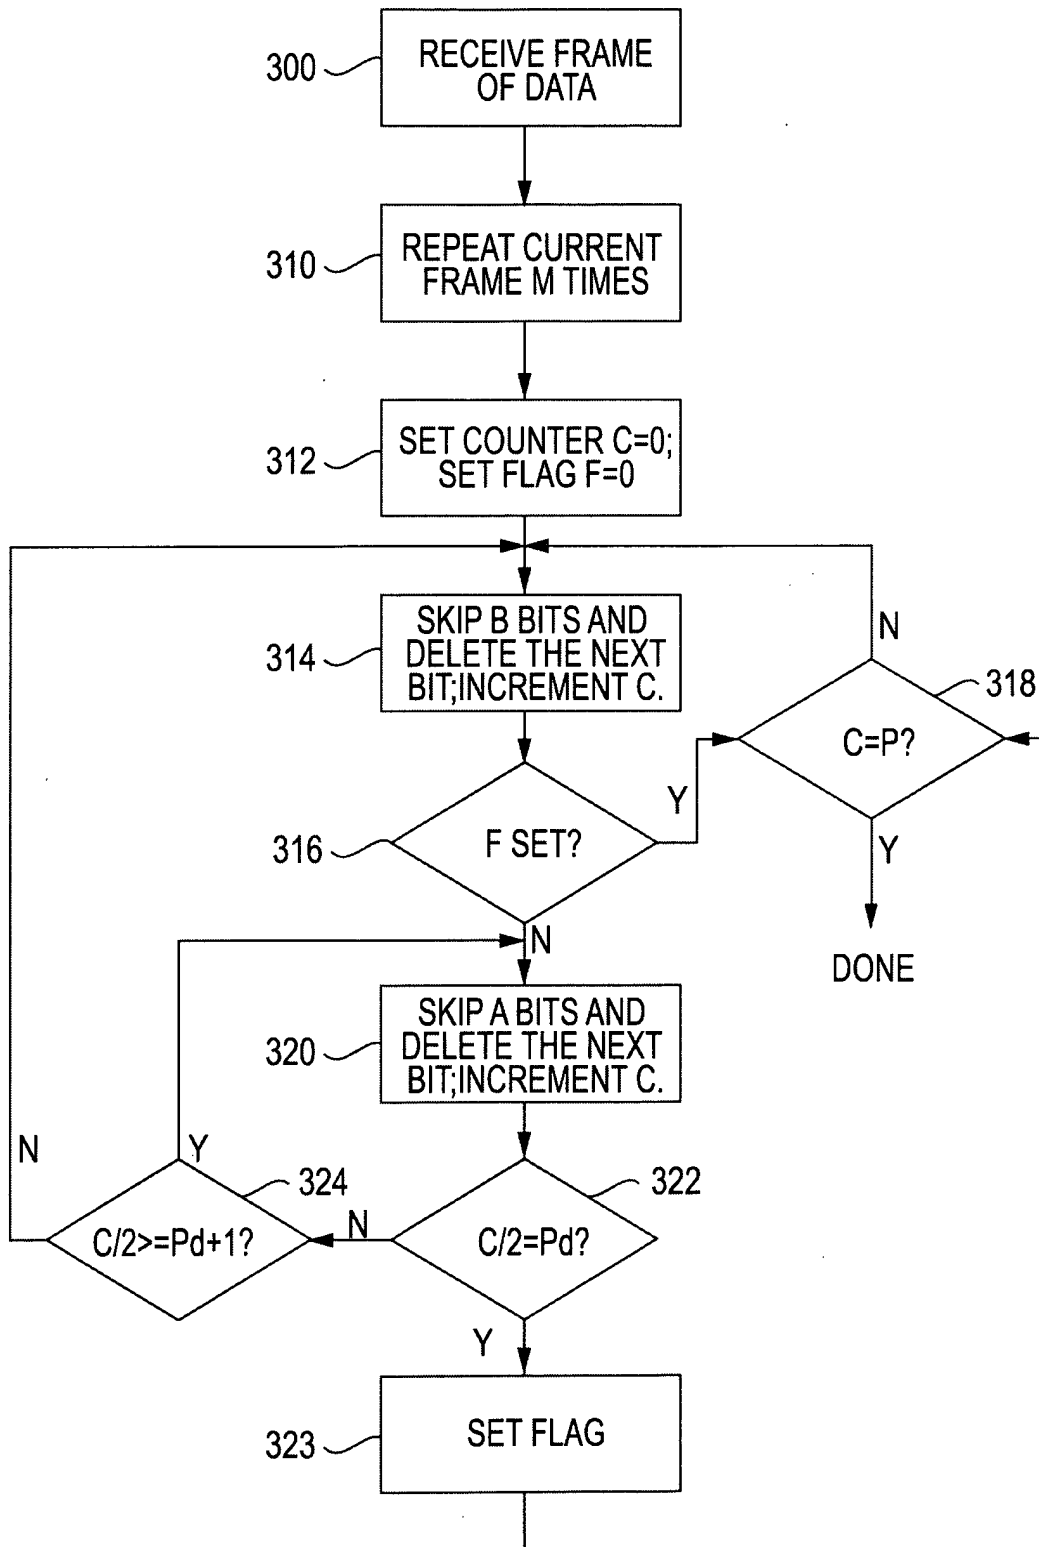 300
RECEIVE FRAME
OF DATA
310
REPEAT CURRENT
FRAME M TIMES
312
SET COUNTER C=0;
SET FLAG F=0
314
SKIP B BITS AND
DELETE THE NEXT
BIT;INCREMENT C.
N
318
C=P?
316
F SET?
Y
Y
N
DONE
320
SKIP A BITS AND
DELETE THE NEXT
BIT;INCREMENT C.
N
Y
324
C/2>=Pd+1?
N
322
C/2=Pd?
Y
323
SET FLAG